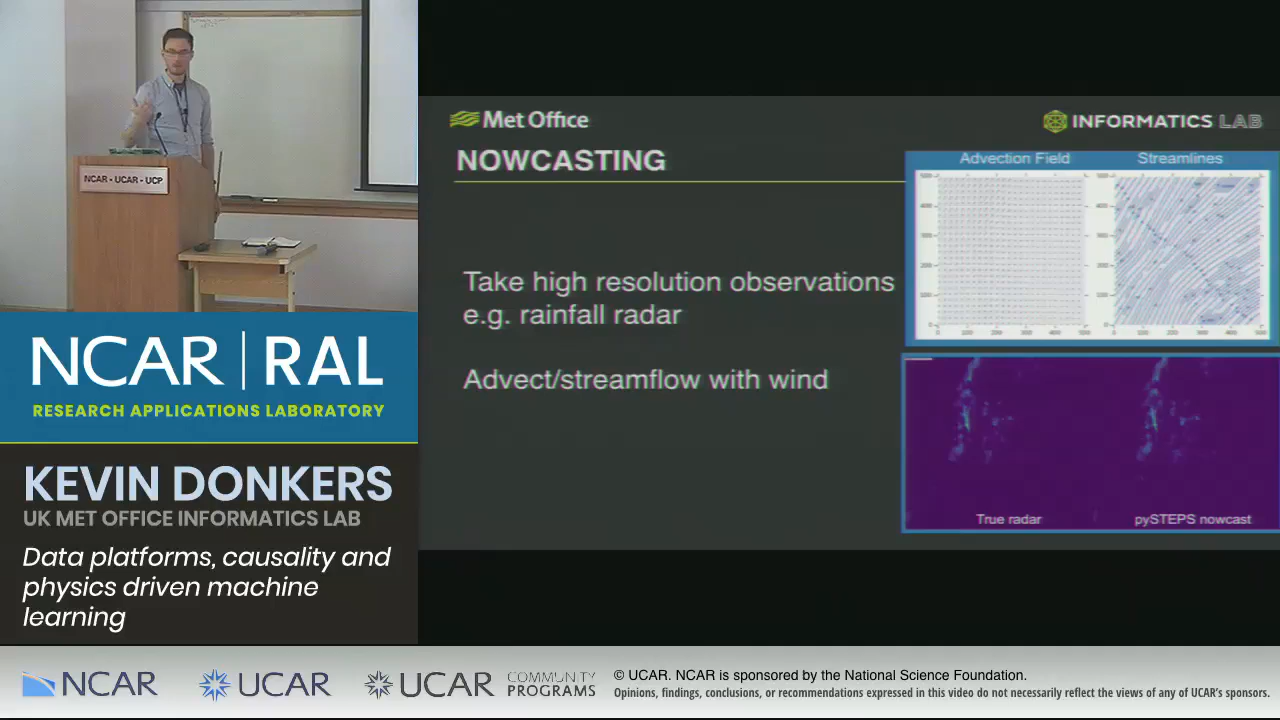 NCAR - UCAR - UCP
NCAR | RAL
RESEARCH APPLICATIONS LABORATORY
KEVIN DONKERS
UK MET OFFICE INFORMATICS LAB
Data platforms, causality and
physics driven machine
learning
Met Office
INFORMATICS LAB
NOWCASTING
Take high resolution observations
e.g. rainfall radar
Advect/streamflow with wind
Advection Field
Streamlines
True radar
pySTEPS nowcast
NCAR
UCAR
UCAR
COMMUNITY
PROGRAMS
© UCAR. NCAR is sponsored by the National Science Foundation.
Opinions, findings, conclusions, or recommendations expressed in this video do not necessarily reflect the views of any of UCAR's sponsors.